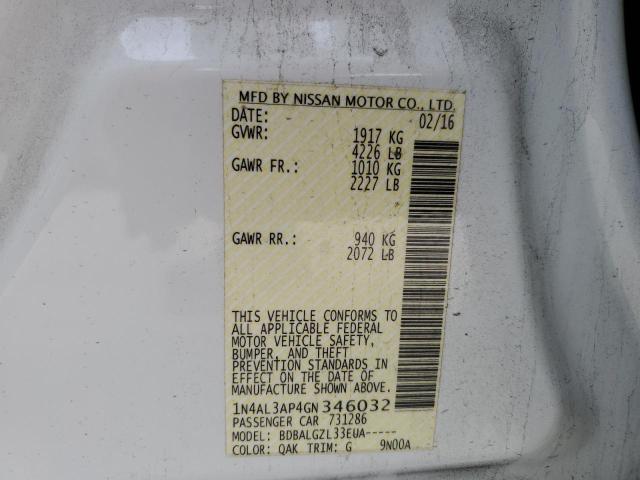 MFD BY NISSAN MOTOR CO., LTD.
DATE: 02/16
GVWR: 1917 KG
4226 LB
GAWR FR.: 1010 KG
2227 LB
GAWR RR.: 940 KG
2072 LB
THIS VEHICLE CONFORMS TO
ALL APPLICABLE FEDERAL
MOTOR VEHICLE SAFETY,
BUMPER, AND THEFT
PREVENTION STANDARDS IN
EFFECT ON THE DATE OF
MANUFACTURE SHOWN ABOVE.
1N4AL3AP4GN346032
PASSENGER CAR 731286
MODEL: BDBALGZL33EUA-----
COLOR: QAK TRIM: G 9N00A